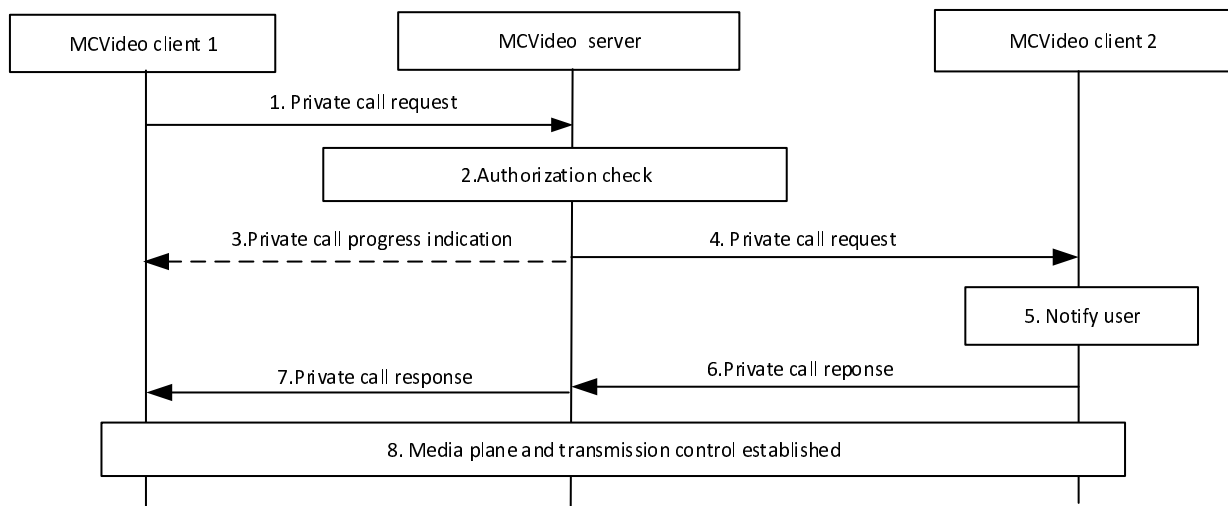 MCVideo client 1
MCVideo server
MCVideo client 2
1. Private call request
2.Authorization check
3.Private call progress indication
4. Private call request
5. Notify user
6.Private call reponse
7.Private call response
8. Media plane and transmission control established